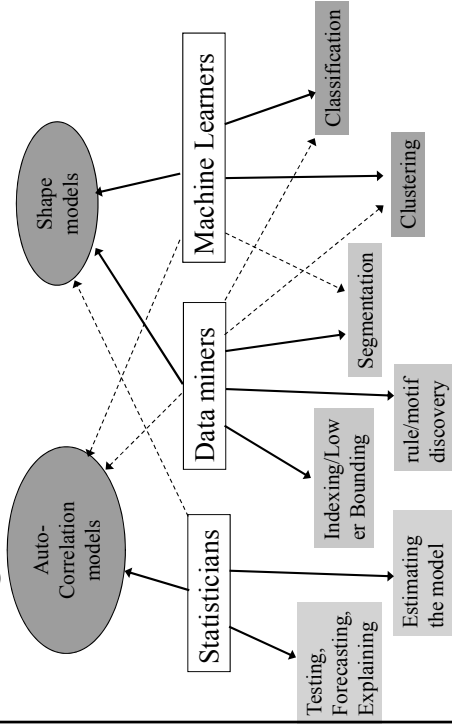 Auto-
Correlation
models
Shape
models
Statisticians
Data miners
Machine Learners
Testing,
Forecasting,
Explaining
Estimating
the model
Indexing/Low
er Bounding
rule/motif
discovery
Segmentation
Clustering
Classification